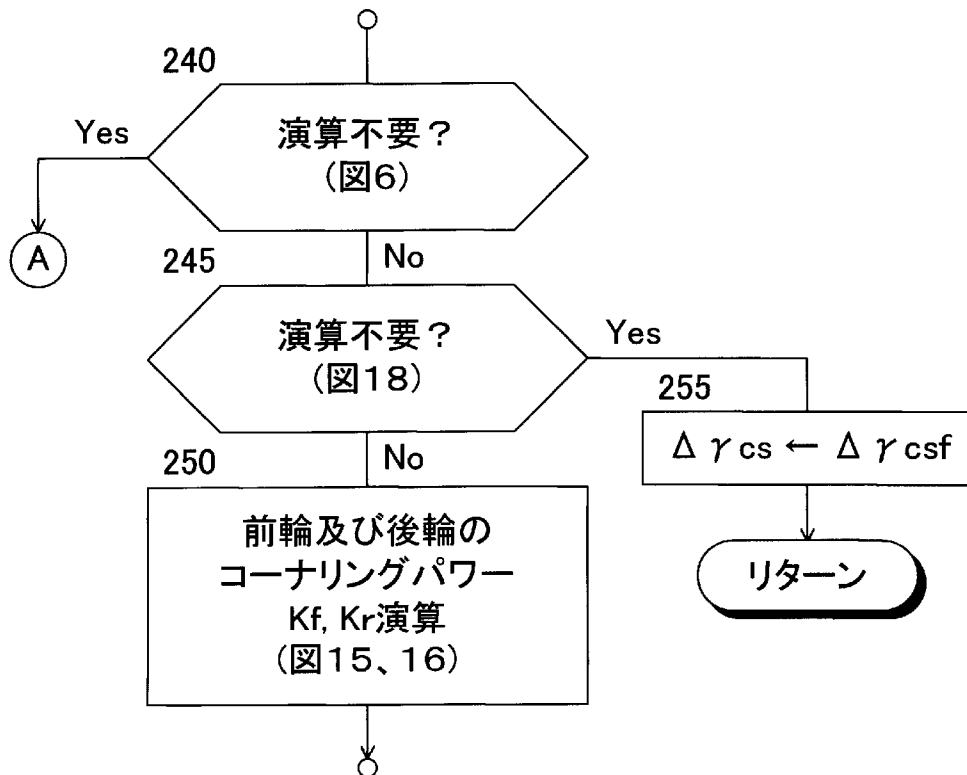 240
演算不要？
(図6)
Yes
A
No
245
演算不要？
(図18)
Yes
No
255
Δγcs ← Δγcsf
リターン
250
前輪及び後輪の
コーナリングパワー
Kf, Kr演算
(図15、16)